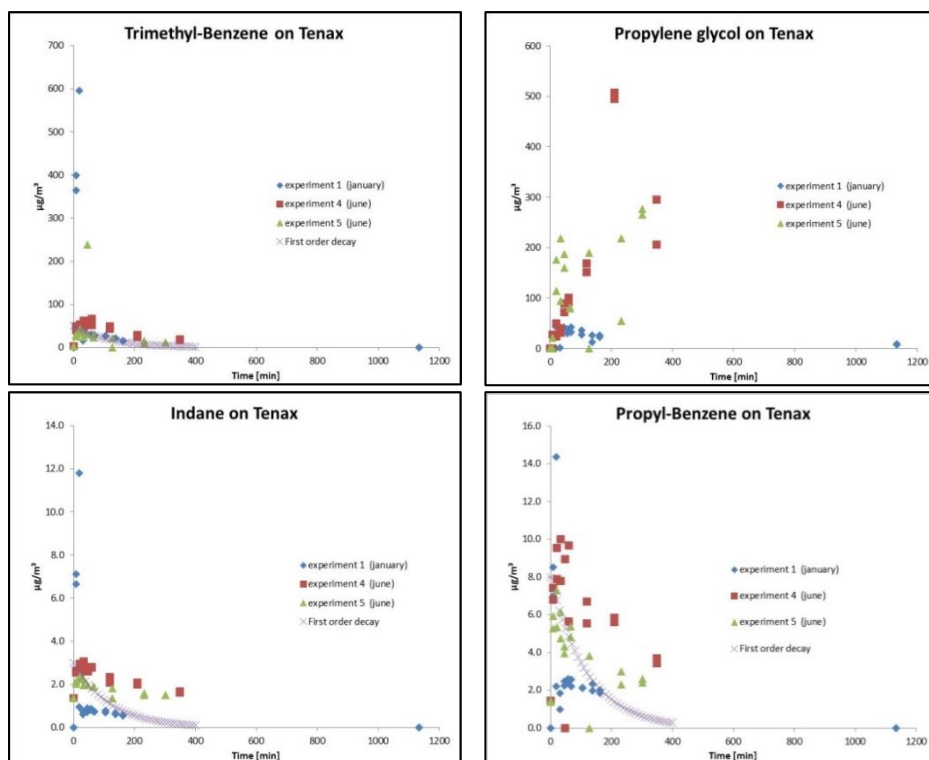 Trimethyl-Benzene on Tenax
700
600
500
400
300
200
100
0
µg/m³
0 200 400 600 800 1000 1200
Time [min]
experiment 1 (january)
experiment 4 (june)
experiment 5 (june)
First order decay
Propylene glycol on Tenax
600
500
400
300
200
100
0
µg/m³
0 200 400 600 800 1000 1200
Time [min]
experiment 1 (january)
experiment 4 (june)
experiment 5 (june)
Indane on Tenax
14.0
12.0
10.0
8.0
6.0
4.0
2.0
0.0
µg/m³
0 200 400 600 800 1000 1200
Time [min]
experiment 1 (january)
experiment 4 (june)
experiment 5 (june)
First order decay
Propyl-Benzene on Tenax
16.0
14.0
12.0
10.0
8.0
6.0
4.0
2.0
0.0
µg/m³
0 200 400 600 800 1000 1200
Time [min]
experiment 1 (january)
experiment 4 (june)
experiment 5 (june)
First order decay